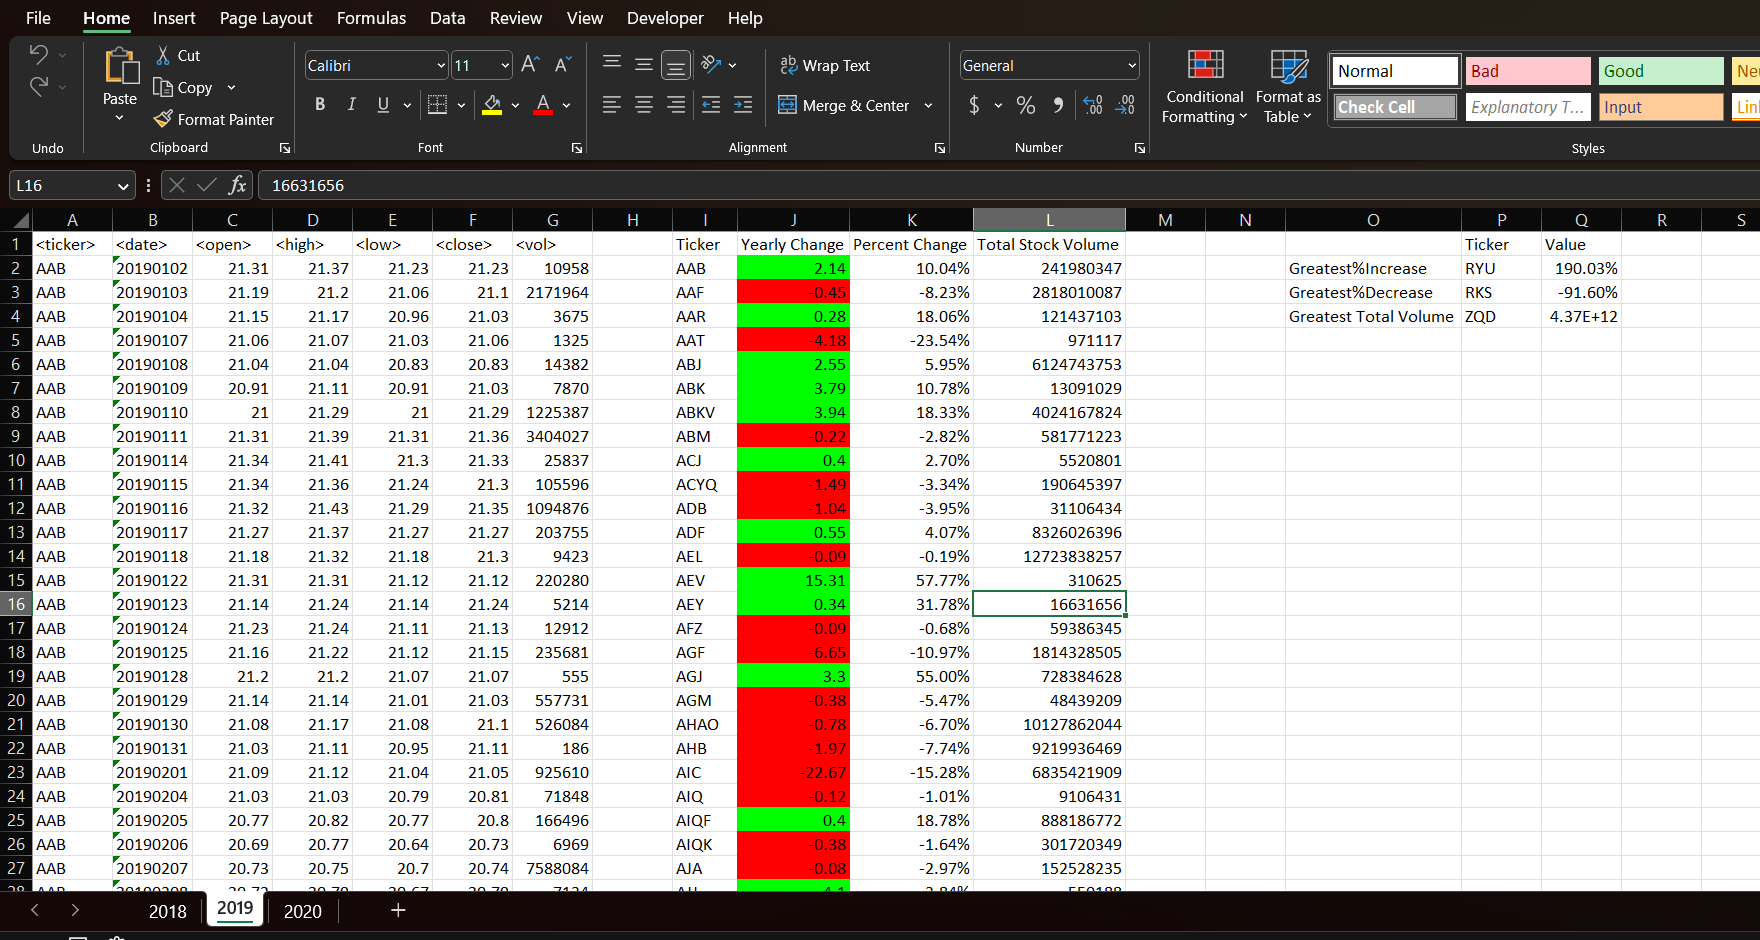 File Home Insert Page Layout Formulas Data Review View Developer Help
Cut
Calibri 11 General Normal Bad Good
Wrap Text
Copy
Paste Conditional Format as
Merge & Center Check Cell Explanatory T... Input
Format Painter Formatting Table
Undo Clipboard Font Alignment Number Styles
L16 fx 16631656
A B C D E F G H I J K L M N O P Q R S
1 <ticker> <date> <open> <high> <low> <close> <vol> Ticker Yearly Change Percent Change Total Stock Volume Ticker Value
2 AAB 20190102 21.31 21.37 21.23 21.23 10958 AAB 2.14 10.04% 241980347 Greatest%Increase RYU 190.03%
3 AAB 20190103 21.19 21.2 21.06 21.1 2171964 AAF -0.45 -8.23% 2818010087 Greatest%Decrease RKS -91.60%
4 AAB 20190104 21.15 21.17 20.96 21.03 3675 AAR 0.28 18.06% 121437103 Greatest Total Volume ZQD 4.37E+12
5 AAB 20190107 21.06 21.07 21.03 21.06 1325 AAT -4.18 -23.54% 971117
6 AAB 20190108 21.04 21.04 20.83 20.83 14382 ABJ 2.55 5.95% 6124743753
7 AAB 20190109 20.91 21.11 20.91 21.03 7870 ABK 3.79 10.78% 13091029
8 AAB 20190110 21 21.29 21 21.29 1225387 ABKV 3.94 18.33% 4024167824
9 AAB 20190111 21.31 21.39 21.31 21.36 3404027 ABM -0.22 -2.82% 581771223
10 AAB 20190114 21.34 21.41 21.3 21.33 25837 ACJ 0.4 2.70% 5520801
11 AAB 20190115 21.34 21.36 21.24 21.3 105596 ACYQ -1.49 -3.34% 190645397
12 AAB 20190116 21.32 21.43 21.29 21.35 1094876 ADB -1.04 -3.95% 31106434
13 AAB 20190117 21.27 21.37 21.27 21.27 203755 ADF 0.55 4.07% 8326026396
14 AAB 20190118 21.18 21.32 21.18 21.3 9423 AEL -0.09 -0.19% 12723838257
15 AAB 20190122 21.31 21.31 21.12 21.12 220280 AEV 15.31 57.77% 310625
16 AAB 20190123 21.14 21.24 21.14 21.24 5214 AEY 0.34 31.78% 16631656
17 AAB 20190124 21.23 21.24 21.11 21.13 12912 AFZ -0.09 -0.68% 59386345
18 AAB 20190125 21.16 21.22 21.12 21.15 235681 AGF -6.65 -10.97% 1814328505
19 AAB 20190128 21.2 21.2 21.07 21.07 555 AGJ 3.3 55.00% 728384628
20 AAB 20190129 21.14 21.14 21.01 21.03 557731 AGM -0.38 -5.47% 48439209
21 AAB 20190130 21.08 21.17 21.08 21.1 526084 AHAO -0.78 -6.70% 10127862044
22 AAB 20190131 21.03 21.11 20.95 21.11 186 AHB -1.97 -7.74% 9219936469
23 AAB 20190201 21.09 21.12 21.04 21.05 925610 AIC -22.67 -15.28% 6835421909
24 AAB 20190204 21.03 21.03 20.79 20.81 71848 AIQ -0.12 -1.01% 9106431
25 AAB 20190205 20.77 20.82 20.77 20.8 166496 AIQF 0.4 18.78% 888186772
26 AAB 20190206 20.69 20.77 20.64 20.73 6969 AIQK -0.38 -1.64% 301720349
27 AAB 20190207 20.73 20.75 20.7 20.74 7588084 AJA -0.08 -2.97% 152528235
2018 2019 2020